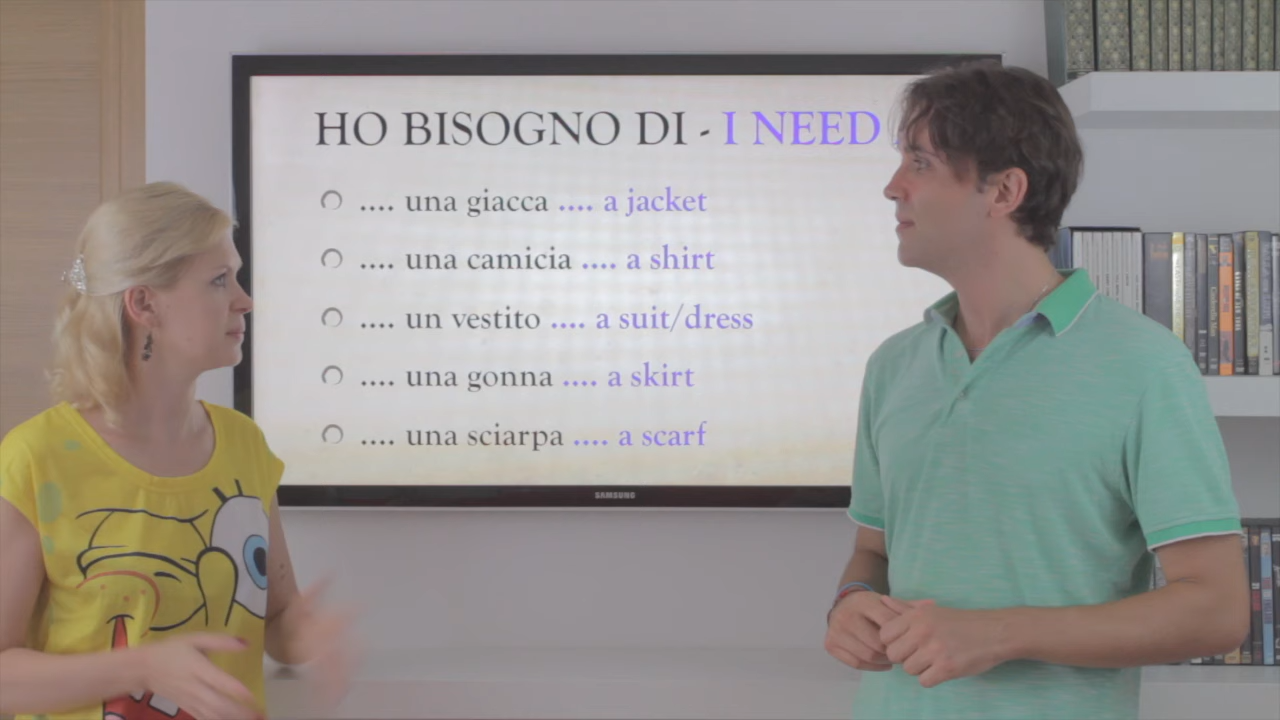 HO BISOGNO DI - I NEED
.... una giacca .... a jacket
.... una camicia .... a shirt
.... un vestito .... a suit/dress
.... una gonna .... a skirt
.... una sciarpa .... a scarf
SAMSUNG